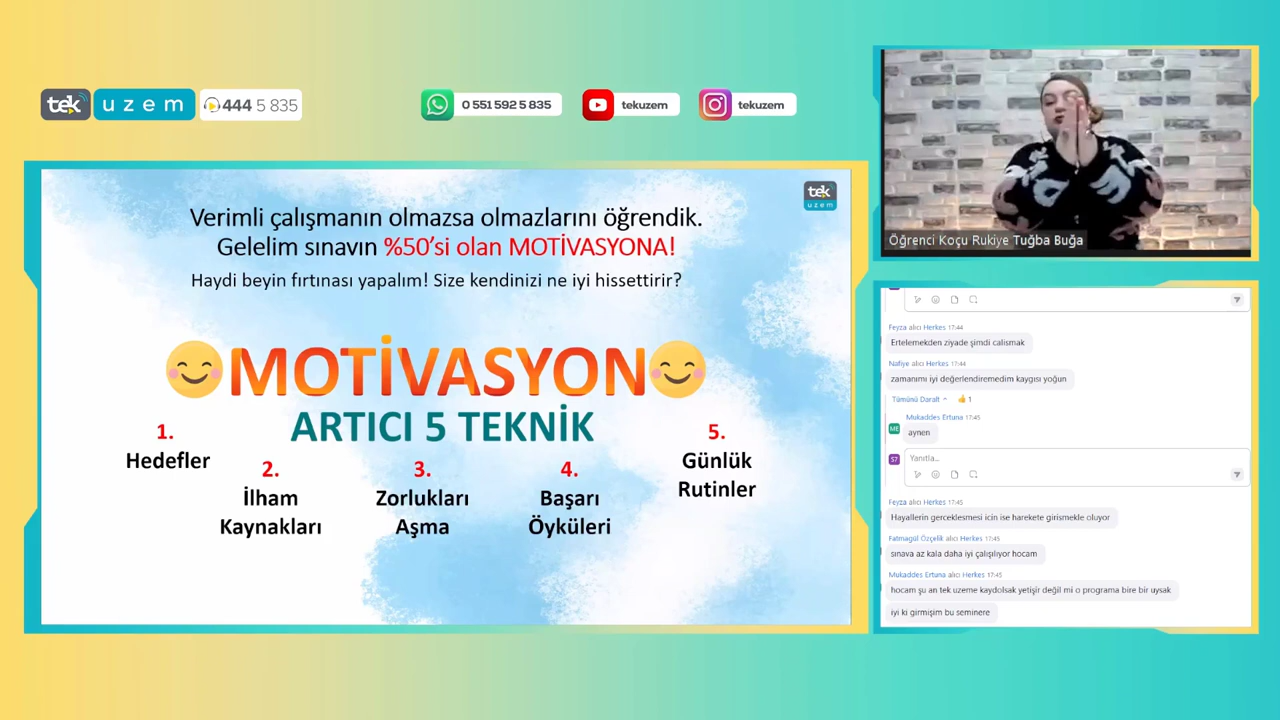 tek uzem 444 5 835
0 551 592 5 835
tekuzem
tekuzem
tek
uzem
Verimli çalışmanın olmazsa olmazlarını öğrendik.
Gelelim sınavın %50’si olan MOTİVASYONA!
Haydi beyin fırtınası yapalım! Size kendinizi ne iyi hissettirir?
MOTİVASYON
ARTICI 5 TEKNİK
1.
Hedefler
2.
İlham
Kaynakları
3.
Zorlukları
Aşma
4.
Başarı
Öyküleri
5.
Günlük
Rutinler
Öğrenci Koçu Rukiye Tuğba Buğa
Feyza alıcı Herkes 17:44
Ertelemekden ziyade şimdi calismak
Nafiye alıcı Herkes 17:44
zamanımı iyi değerlendiremedim kaygısı yoğun
Tümünü Daralt 1
Mukaddes Ertuna 17:45
ME
aynen
Yanıtla...
Feyza alıcı Herkes 17:45
Hayallerin gerceklesmesi icin ise harekete girismekle oluyor
Fatmagül Özçelik alıcı Herkes 17:45
sınava az kala daha iyi çalışılıyor hocam
Mukaddes Ertuna alıcı Herkes 17:45
hocam şu an tek uzeme kaydolsak yetişir değil mi o programa bire bir uysak
iyi ki girmişim bu seminere